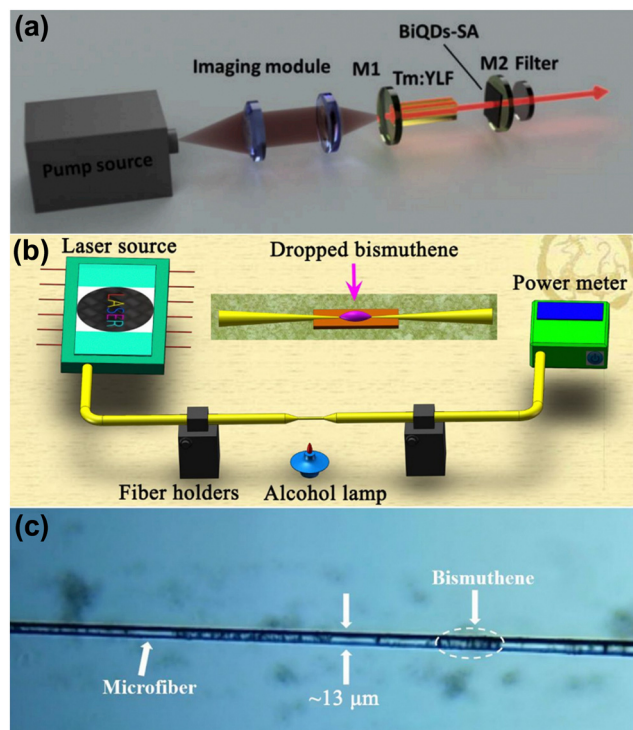 (a)
BiQDs-SA
Imaging module
M1
M2 Filter
Tm:YLF
Pump source
(b)
Laser source
Dropped bismuthene
Power meter
LASER
Fiber holders
Alcohol lamp
(c)
Bismuthene
Microfiber
~13 μm